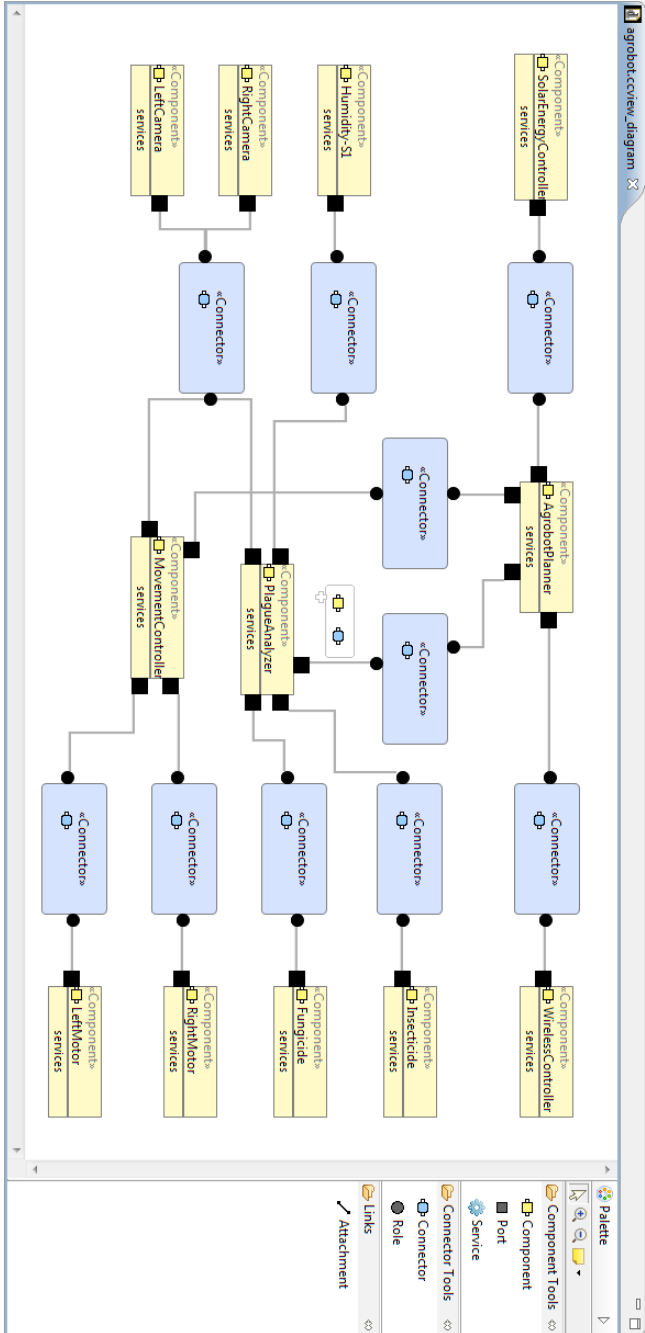 agrobot.ccview_diagram
«Component»
SolarEnergyController
services
«Connector»
«Component»
AgrobotPlanner
services
«Connector»
«Component»
WirelessController
services
«Connector»
«Connector»
«Component»
Humidity-S1
services
«Connector»
«Connector»
«Component»
Insecticide
services
«Component»
RightCamera
services
«Component»
PlagueAnalyzer
services
«Connector»
«Component»
Fungicide
services
«Component»
LeftCamera
services
«Connector»
«Component»
MovementController
services
«Connector»
«Component»
RightMotor
services
«Connector»
«Component»
LeftMotor
services
Palette
Component Tools
Component
Port
Service
Connector Tools
Connector
Role
Links
Attachment